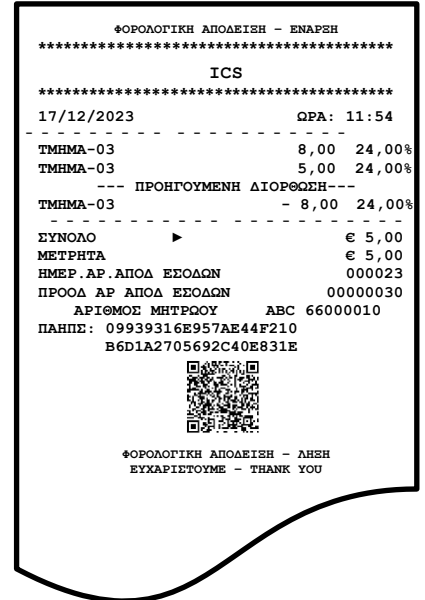 ΦΟΡΟΛΟΓΙΚΗ ΑΠΟΔΕΙΞΗ – ΕΝΑΡΞΗ
****************************************
ICS
****************************************
17/12/2023 ΩΡΑ: 11:54
- - - - - - - - - - - - - - - - - - -
ΤΜΗΜΑ-03 8,00 24,00%
ΤΜΗΜΑ-03 5,00 24,00%
--- ΠΡΟΗΓΟΥΜΕΝΗ ΔΙΟΡΘΩΣΗ---
ΤΜΗΜΑ-03 - 8,00 24,00%
- - - - - - - - - - - - - - - - - - - -
ΣΥΝΟΛΟ ► € 5,00
ΜΕΤΡΗΤΑ € 5,00
ΗΜΕΡ.ΑΡ.ΑΠΟΔ ΕΣΟΔΩΝ 000023
ΠΡΟΟΔ ΑΡ ΑΠΟΔ ΕΣΟΔΩΝ 00000030
ΑΡΙΘΜΟΣ ΜΗΤΡΩΟΥ ABC 66000010
ΠΑΗΠΣ: 09939316E957AE44F210
B6D1A2705692C40E831E
ΦΟΡΟΛΟΓΙΚΗ ΑΠΟΔΕΙΞΗ – ΛΗΞΗ
ΕΥΧΑΡΙΣΤΟΥΜΕ – THANK YOU